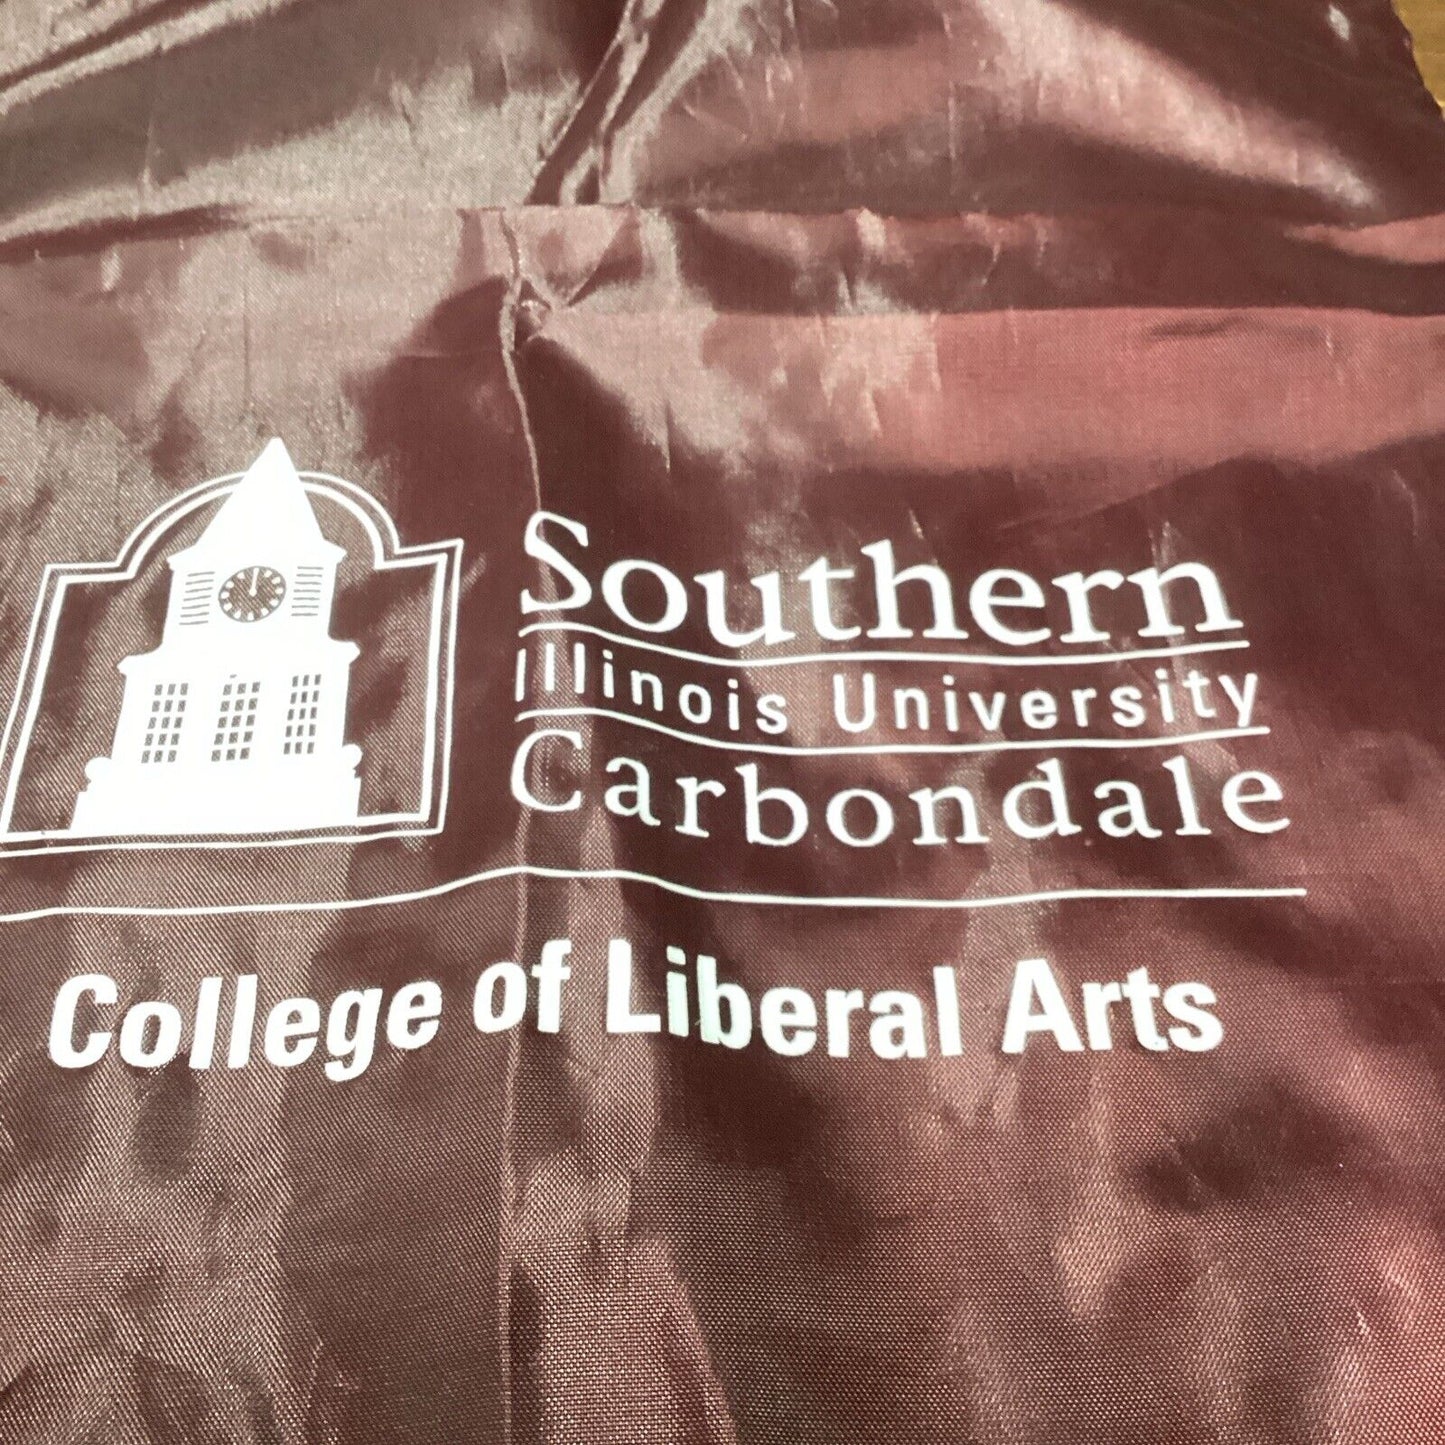 Southern
Illinois University
Carbondale
College of Liberal Arts